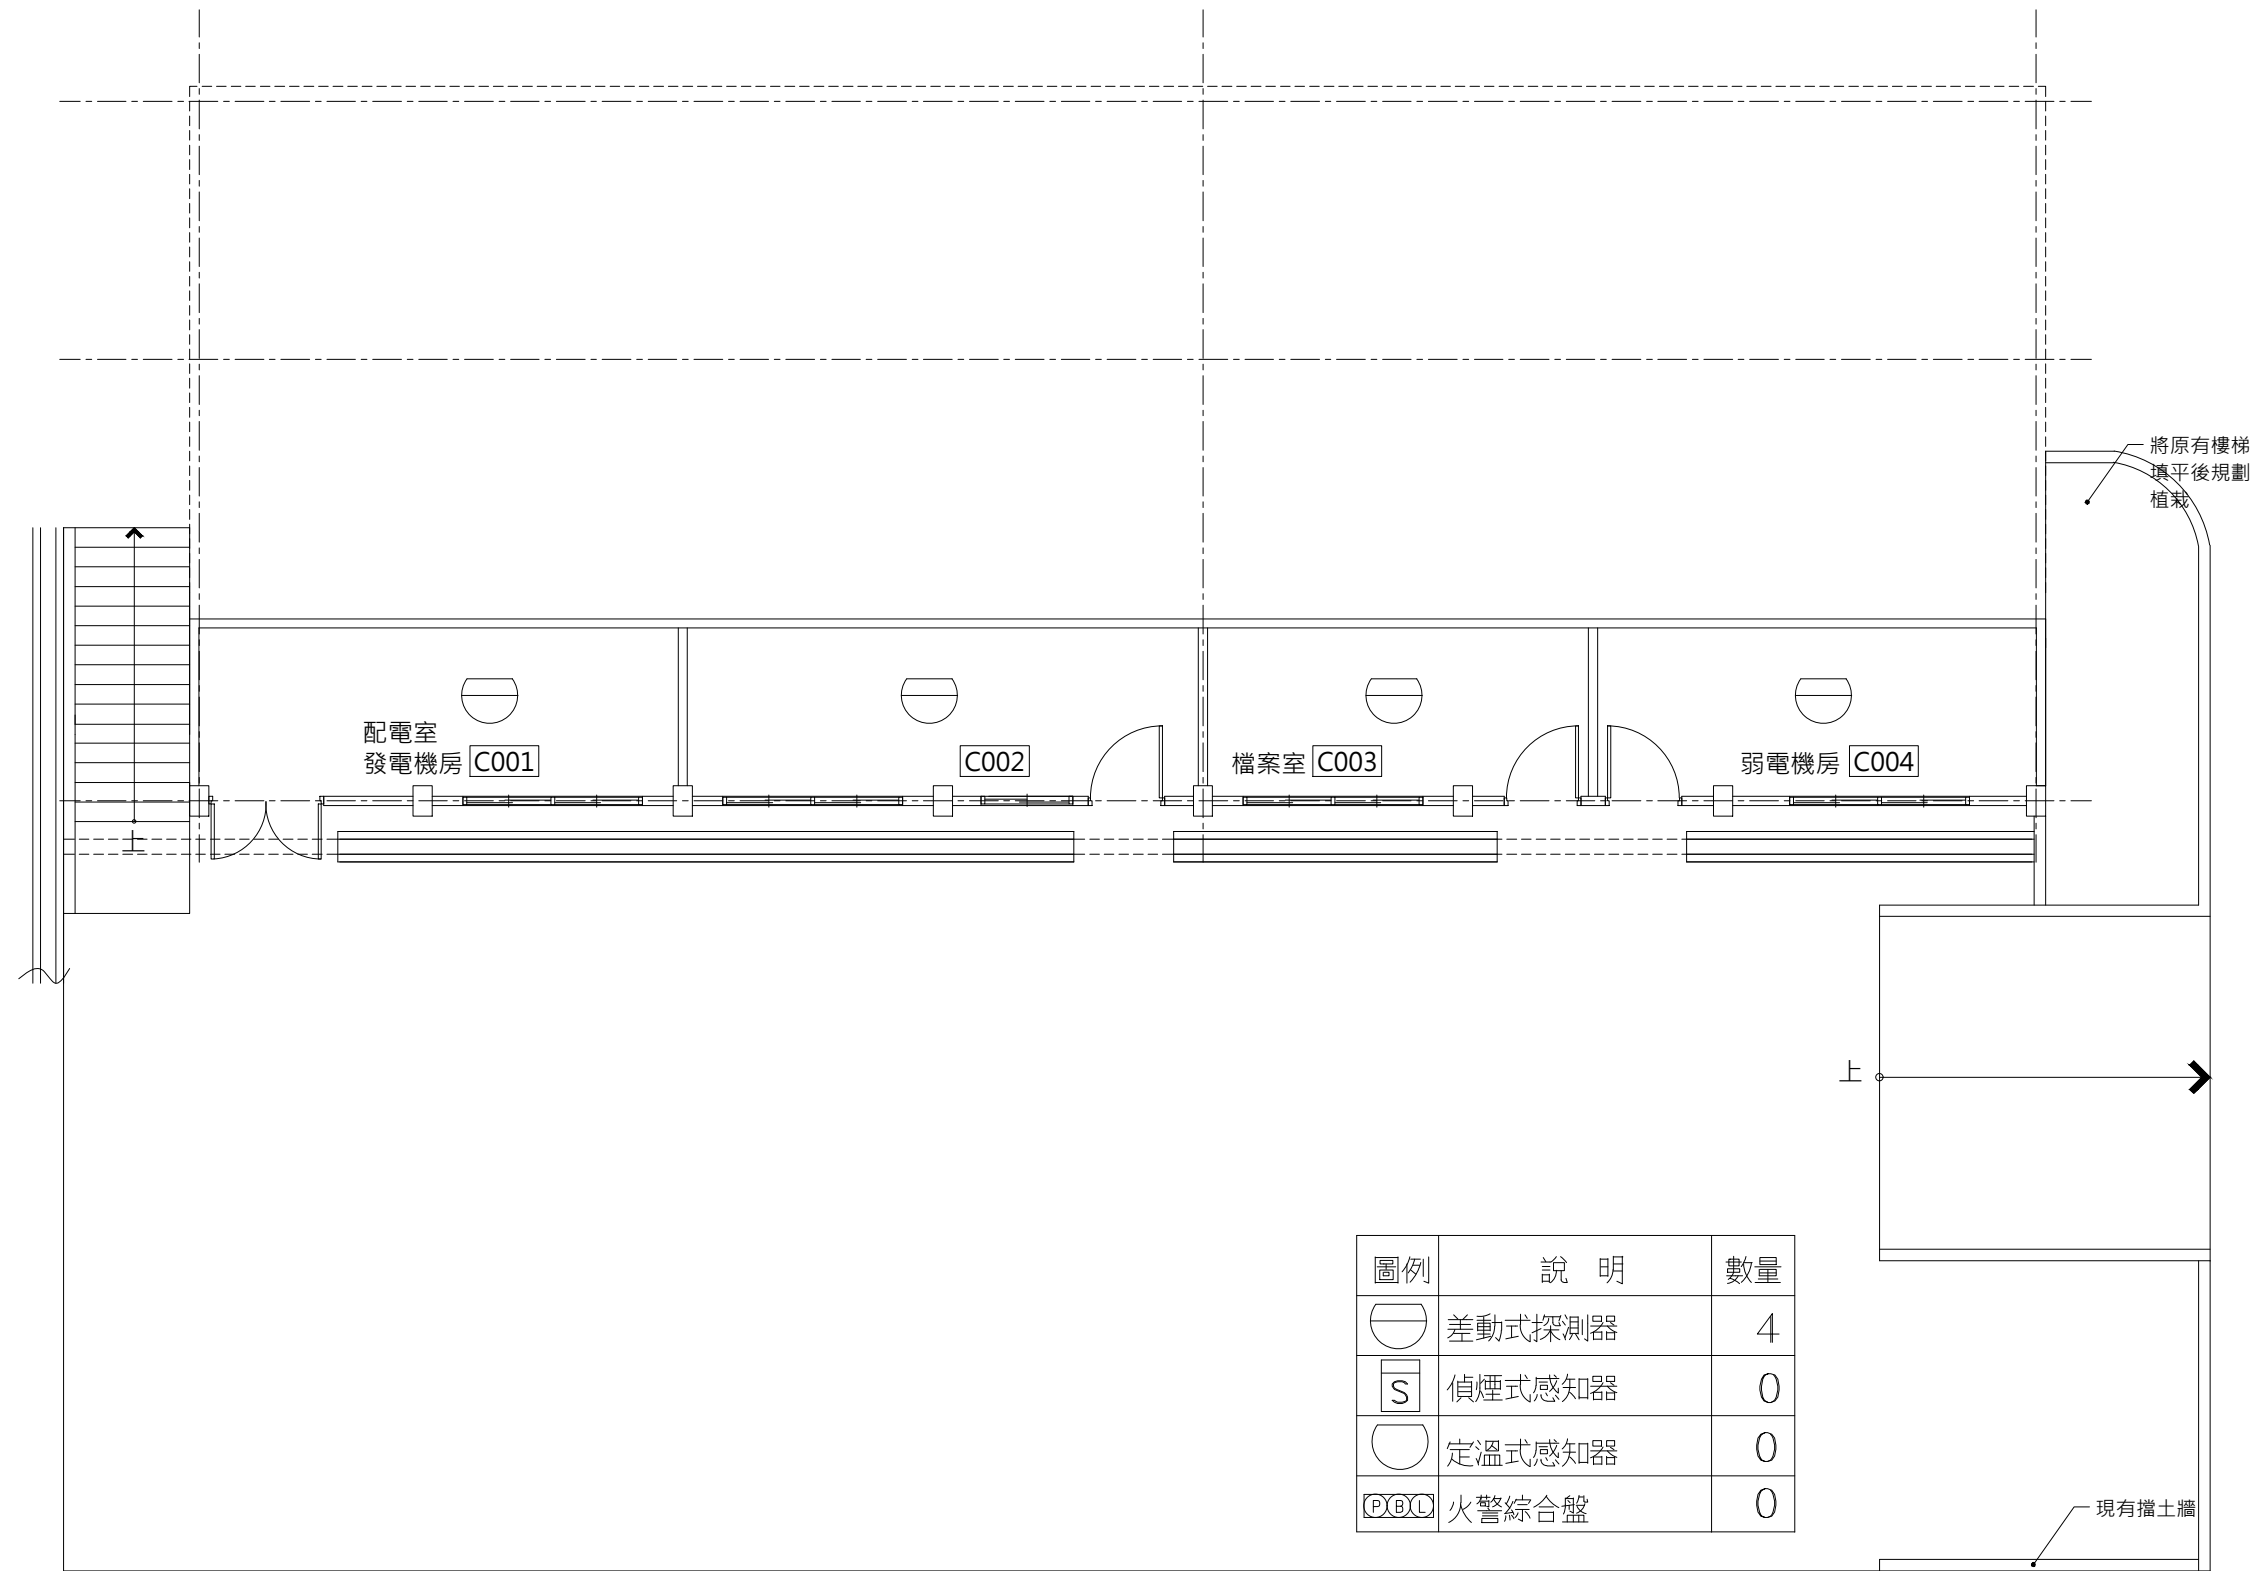 將原有樓梯
填平後規劃
植栽
配電室
發電機房 C001
C002
檔案室 C003
弱電機房 C004
上
上
圖例 說 明 數量
差動式探測器 4
S 偵煙式感知器 0
定溫式感知器 0
P B L 火警綜合盤 0
現有擋土牆